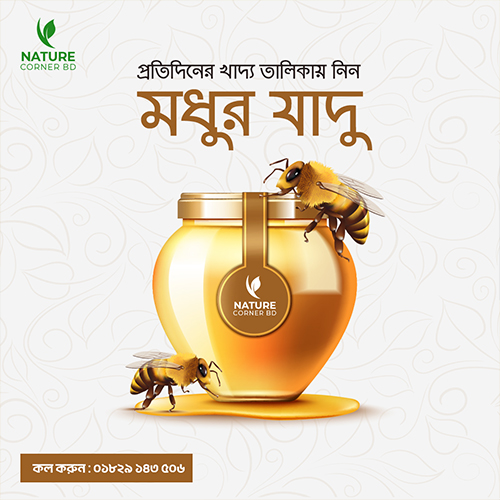 NATURE
CORNER BD
প্রতিদিনের খাদ্য তালিকায় নিন
মধুর যাদু
NATURE
CORNER BD
কল করুন : ০১৮২৯ ১৪৩ ৫০৬